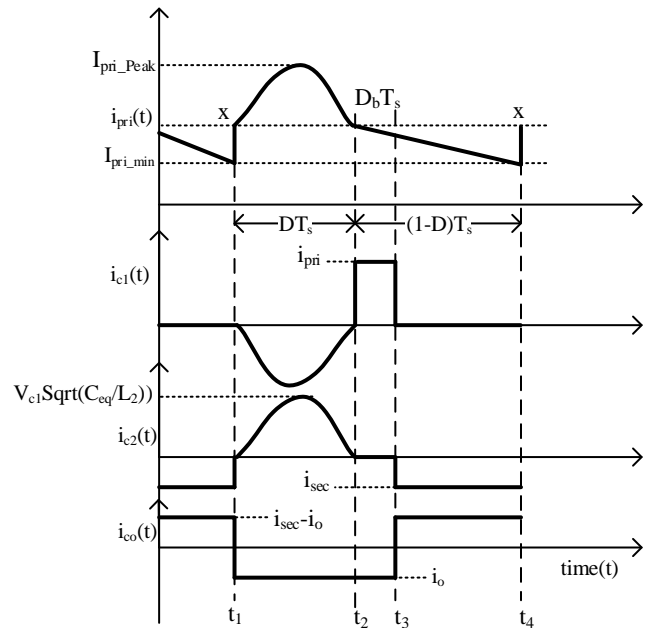 I_pri_Peak
x
D_bT_s
x
i_pri(t)
I_pri_min
DT_s
(1-D)T_s
i_pri
i_c1(t)
V_c1Sqrt(C_eq/L_2))
i_c2(t)
i_sec
i_sec-i_o
i_co(t)
time(t)
i_o
t_1
t_2
t_3
t_4